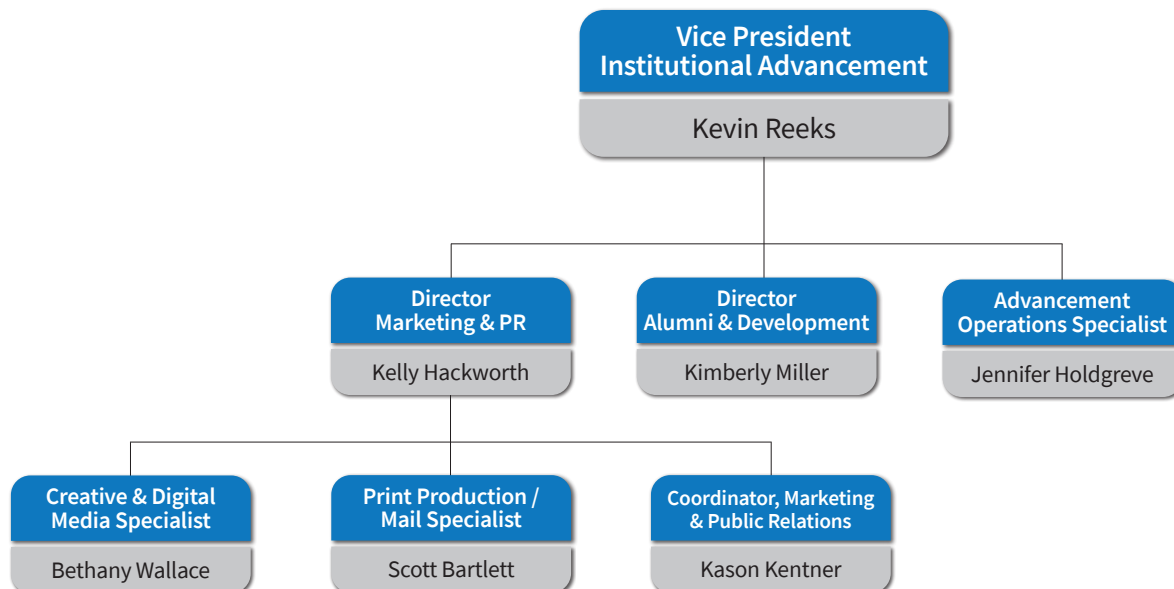 Vice President
Institutional Advancement
Kevin Reeks
Director
Marketing & PR
Kelly Hackworth
Director
Alumni & Development
Kimberly Miller
Advancement
Operations Specialist
Jennifer Holdgreve
Creative & Digital
Media Specialist
Bethany Wallace
Print Production /
Mail Specialist
Scott Bartlett
Coordinator, Marketing
& Public Relations
Kason Kentner